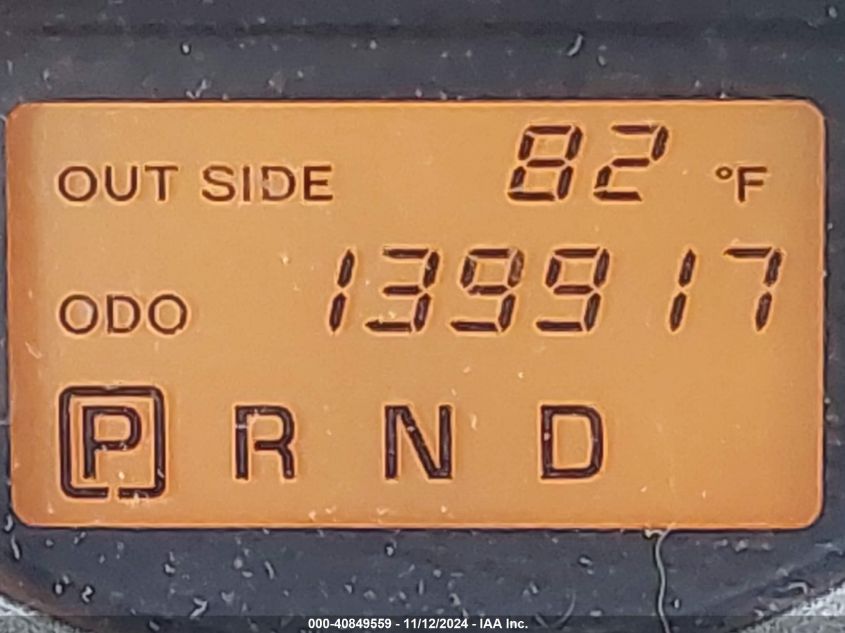 OUT SIDE 82 °F
ODO 139917
P R N D
000-40849559 - 11/12/2024 - IAA Inc.